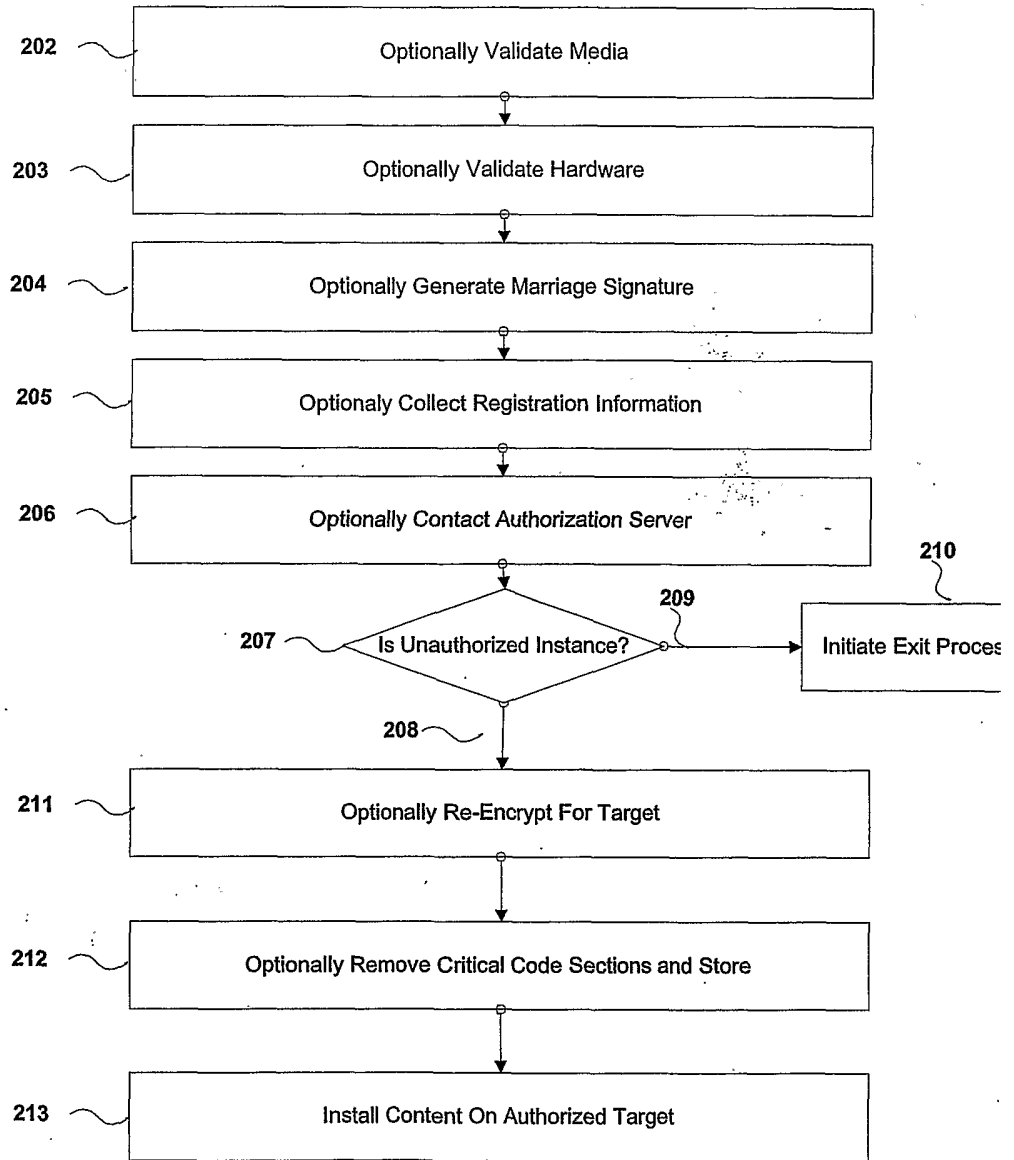 202 Optionally Validate Media
203 Optionally Validate Hardware
204 Optionally Generate Marriage Signature
205 Optionaly Collect Registration Information
206 Optionally Contact Authorization Server
210
209
207 Is Unauthorized Instance? Initiate Exit Proces
208
211 Optionally Re-Encrypt For Target
212 Optionally Remove Critical Code Sections and Store
213 Install Content On Authorized Target